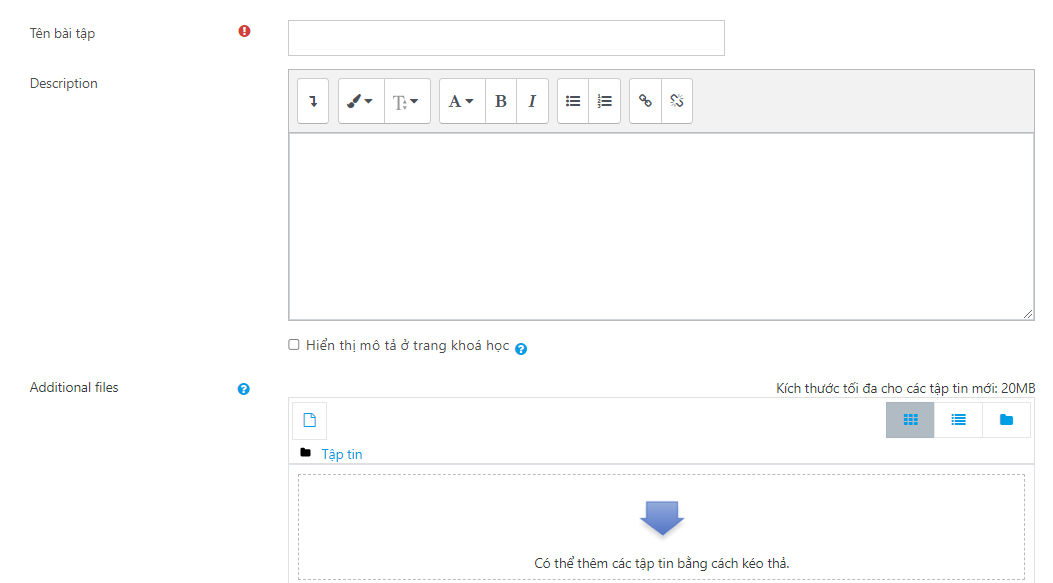 Tên bài tập
Description
Hiển thị mô tả ở trang khoá học
Additional files
Kích thước tối đa cho các tập tin mới: 20MB
Tập tin
Có thể thêm các tập tin bằng cách kéo thả.